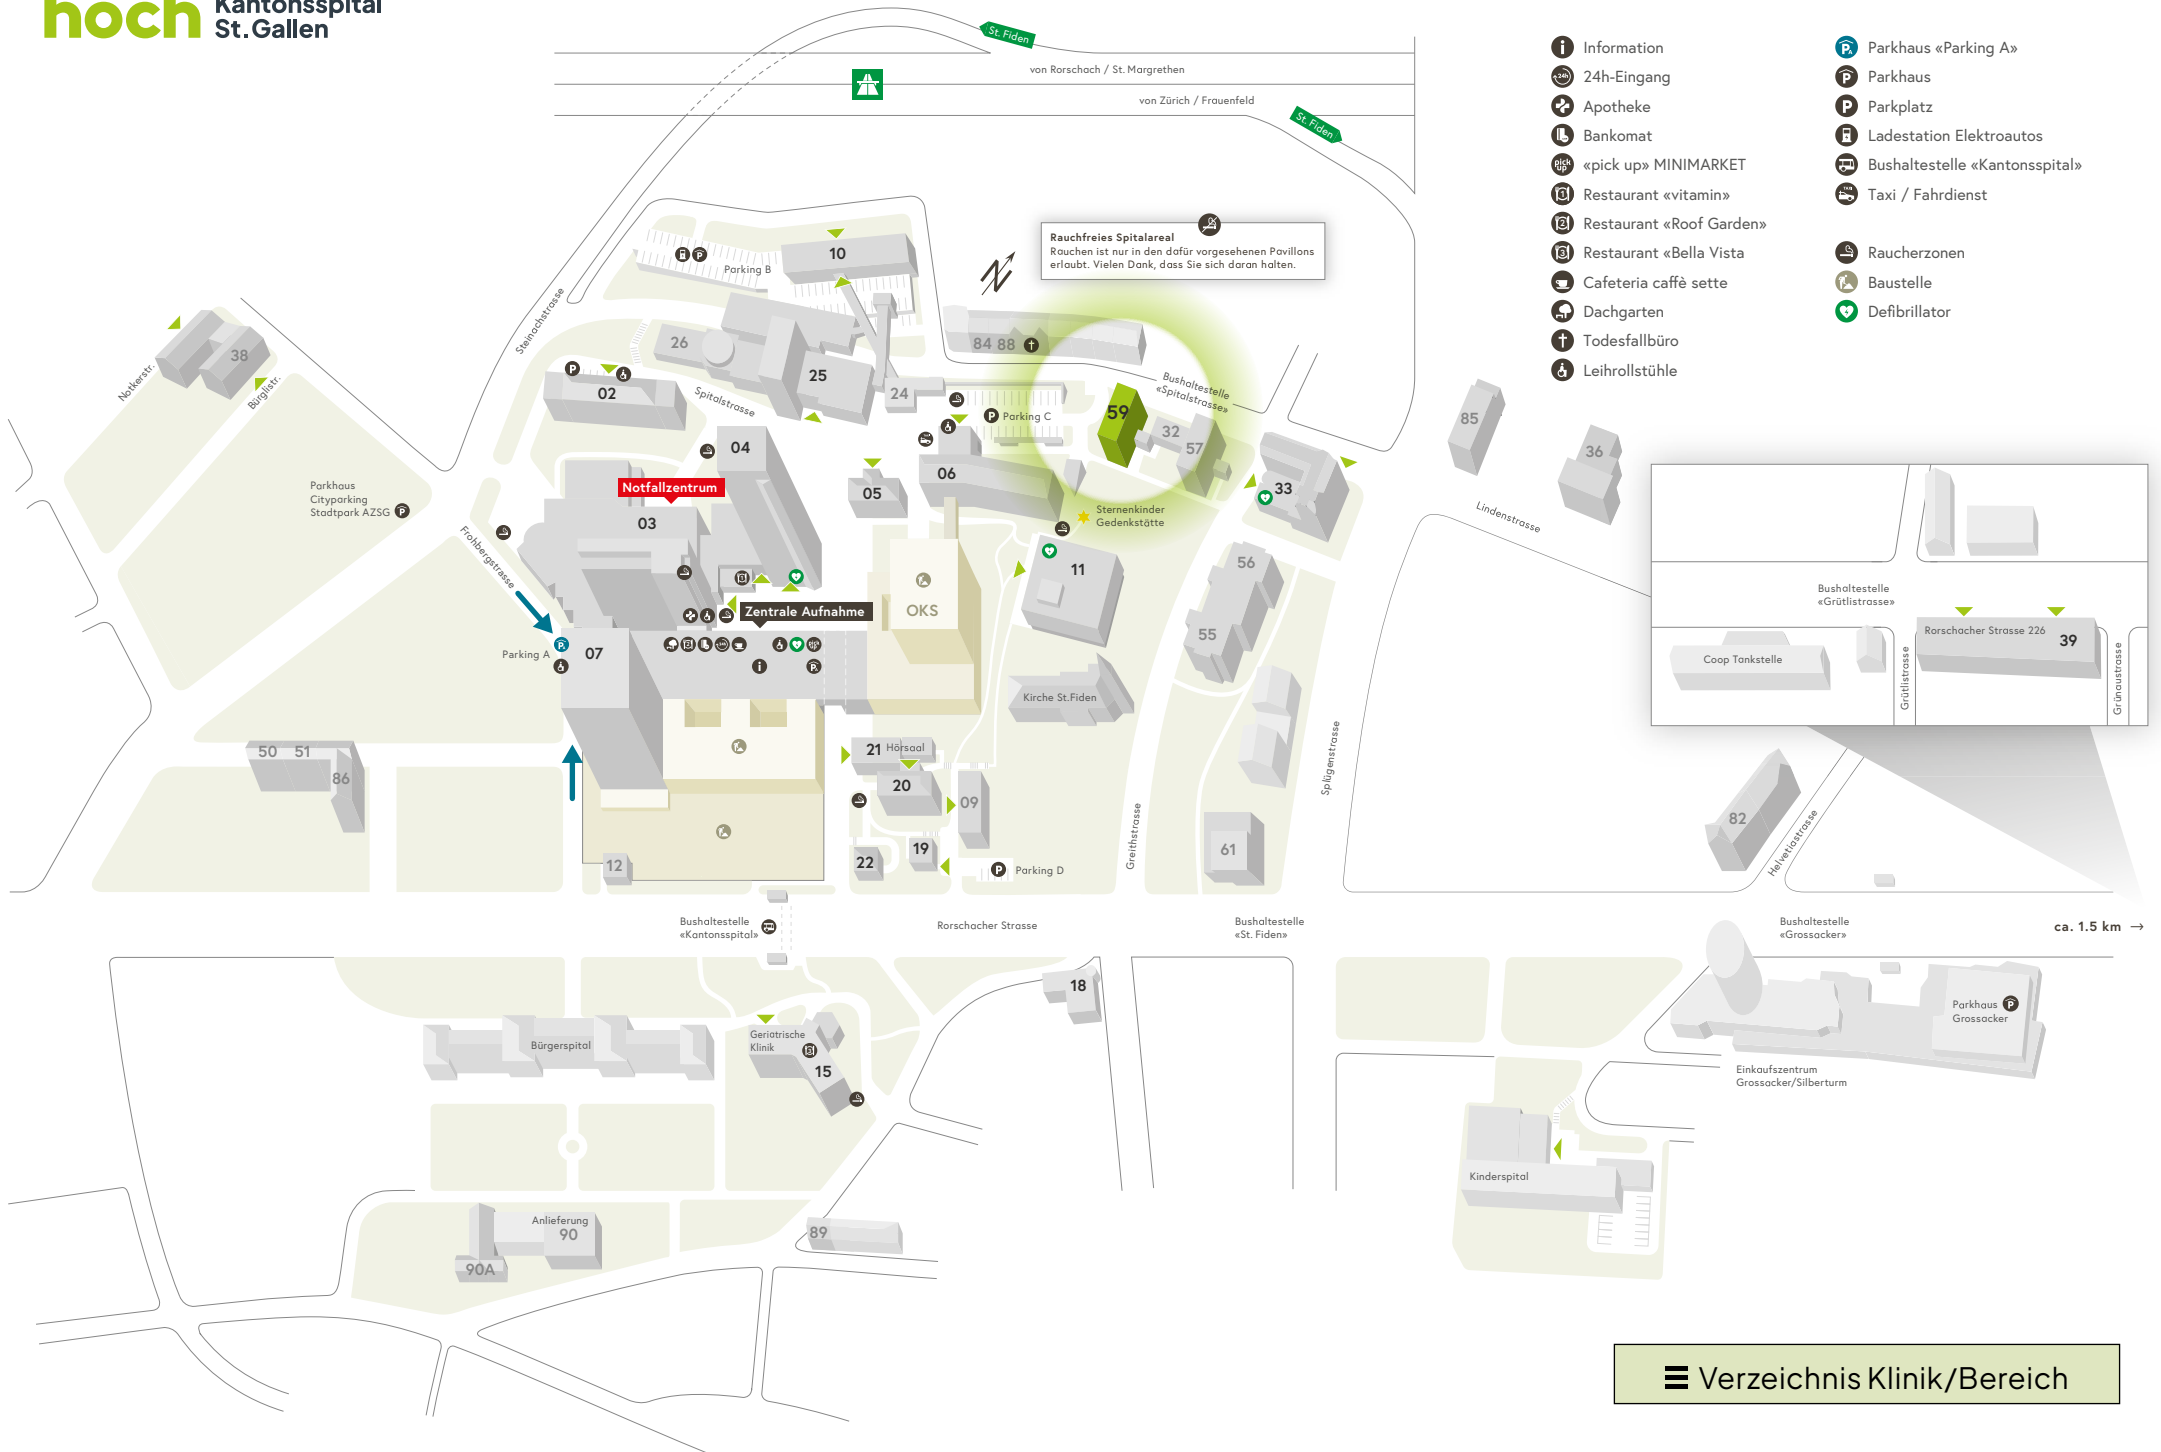 hoch Kantonsspital
St.Gallen
St. Fiden
von Rorschach / St. Margrethen
von Zürich / Frauenfeld
St. Fiden
Information
24h-Eingang
Apotheke
Bankomat
«pick up» MINIMARKET
Restaurant «vitamin»
Restaurant «Roof Garden»
Restaurant «Bella Vista
Cafeteria caffè sette
Dachgarten
Todesfallbüro
Leihrollstühle
Parkhaus «Parking A»
Parkhaus
Parkplatz
Ladestation Elektroautos
Bushaltestelle «Kantonsspital»
Taxi / Fahrdienst
Raucherzonen
Baustelle
Defibrillator
Rauchfreies Spitalareal
Rauchen ist nur in den dafür vorgesehenen Pavillons
erlaubt. Vielen Dank, dass Sie sich daran halten.
N
10
Parking B
Steinachstrasse
26
25
24
84 88
02
Spitalstrasse
Parking C
59
Bushaltestelle
«Spitalstrasse»
32
57
38
Notkerstr.
Bürglistr.
85
36
04
06
05
33
Notfallzentrum
03
Parkhaus
Cityparking
Stadtpark AZSG
Frohbergstrasse
Sternenkinder
Gedenkstätte
Lindenstrasse
11
56
55
OKS
Zentrale Aufnahme
Parking A
07
Kirche St.Fiden
Bushaltestelle
«Grütlistrasse»
Rorschacher Strasse 226
39
Coop Tankstelle
Grütlistrasse
Grünaustrasse
50 51
86
21 Hörsaal
20
09
19
22
12
Parking D
Greithstrasse
Splügenstrasse
61
82
Helvetiastrasse
Bushaltestelle
«Kantonsspital»
Rorschacher Strasse
Bushaltestelle
«St. Fiden»
Bushaltestelle
«Grossacker»
ca. 1.5 km →
18
Bürgerspital
Geriatrische
Klinik
15
Parkhaus
Grossacker
Einkaufszentrum
Grossacker/Silberturm
Kinderspital
Anlieferung
90
90A
89
Verzeichnis Klinik/Bereich